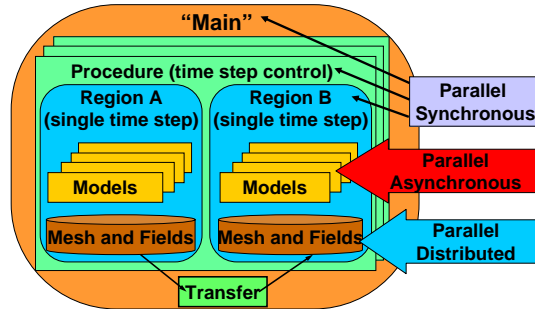 “Main”
Procedure (time step control)
Region A
(single time step)
Models
Mesh and Fields
Region B
(single time step)
Models
Mesh and Fields
Transfer
Parallel
Synchronous
Parallel
Asynchronous
Parallel
Distributed